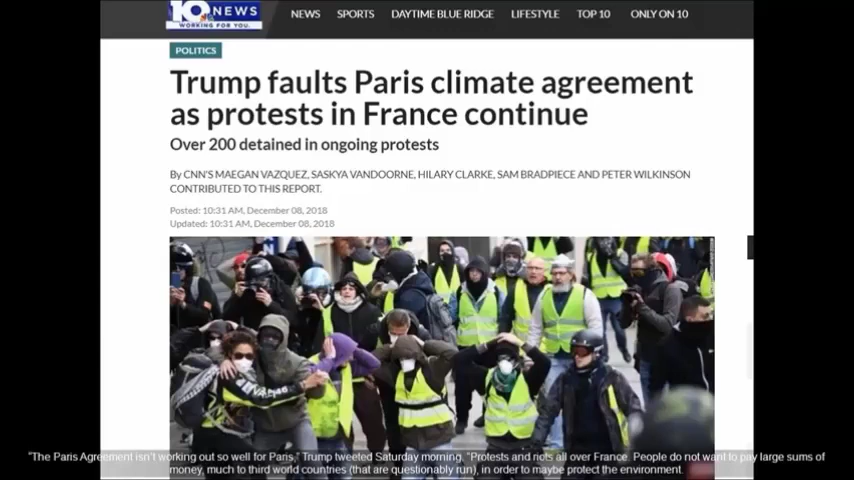 10 NEWS
WORKING FOR YOU.
NEWS SPORTS DAYTIME BLUE RIDGE LIFESTYLE TOP 10 ONLY ON 10
POLITICS
Trump faults Paris climate agreement
as protests in France continue
Over 200 detained in ongoing protests
By CNN'S MAEGAN VAZQUEZ, SASKYA VANDOORNE, HILARY CLARKE, SAM BRADPIECE AND PETER WILKINSON
CONTRIBUTED TO THIS REPORT.
Posted: 10:31 AM, December 08, 2018
Updated: 10:31 AM, December 08, 2018
"The Paris Agreement isn't working out so well for Paris," Trump tweeted Saturday morning. "Protests and riots all over France. People do not want to pay large sums of
money, much to third world countries (that are questionably run), in order to maybe protect the environment.